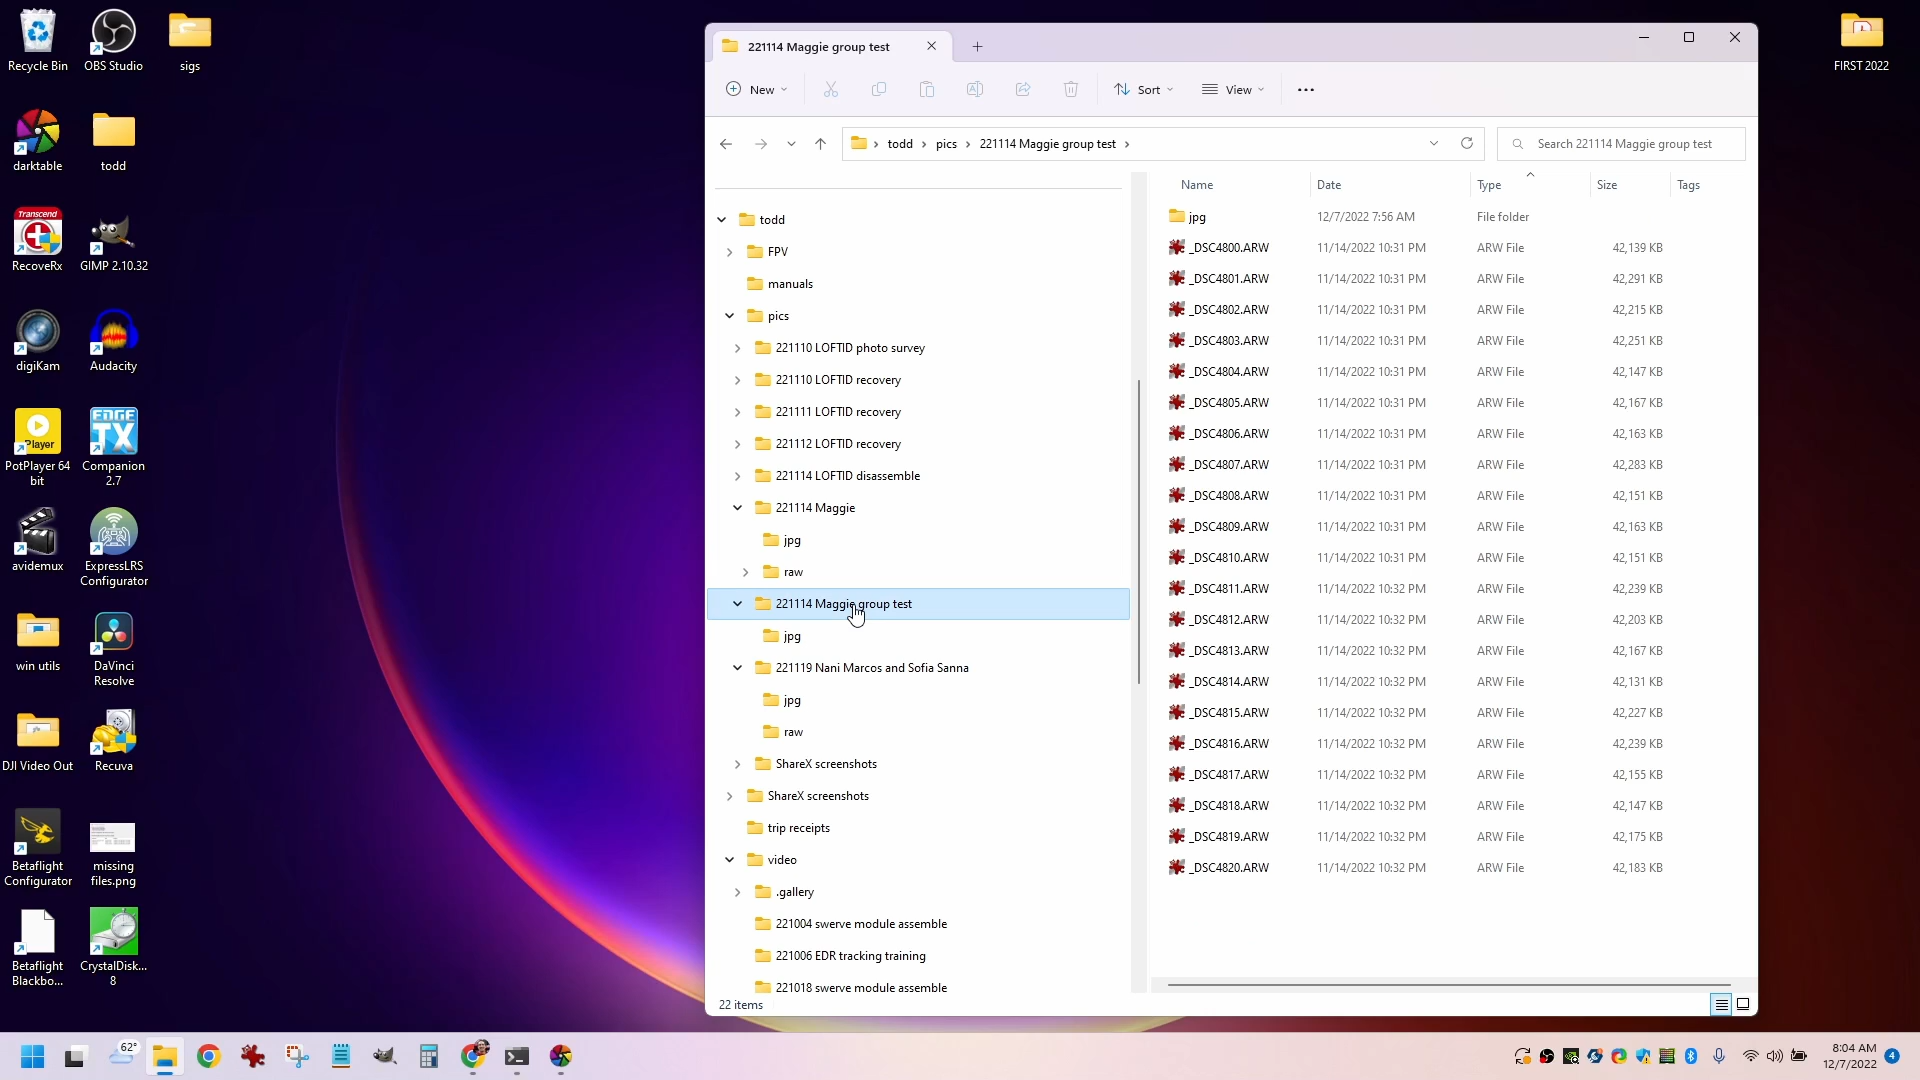 Recycle Bin
OBS Studio
sigs
darktable
todd
Transcend
RecoveRx
GIMP 2.10.32
digiKam
Audacity
Player
EDGE
TX
PotPlayer 64
bit
Companion
2.7
avidemux
ExpressLRS
Configurator
win utils
DaVinci
Resolve
DJI Video Out
Recuva
Betaflight
Configurator
missing
files.png
Betaflight
Blackbo...
CrystalDisk...
8
FIRST 2022
221114 Maggie group test
New
Sort
View
todd
pics
221114 Maggie group test
Search 221114 Maggie group test
todd
FPV
manuals
pics
221110 LOFTID photo survey
221110 LOFTID recovery
221111 LOFTID recovery
221112 LOFTID recovery
221114 LOFTID disassemble
221114 Maggie
jpg
raw
221114 Maggie group test
jpg
221119 Nani Marcos and Sofia Sanna
jpg
raw
ShareX screenshots
ShareX screenshots
trip receipts
video
.gallery
221004 swerve module assemble
221006 EDR tracking training
221018 swerve module assemble
Name Date Type Size Tags
jpg 12/7/2022 7:56 AM File folder
_DSC4800.ARW 11/14/2022 10:31 PM ARW File 42,139 KB
_DSC4801.ARW 11/14/2022 10:31 PM ARW File 42,291 KB
_DSC4802.ARW 11/14/2022 10:31 PM ARW File 42,215 KB
_DSC4803.ARW 11/14/2022 10:31 PM ARW File 42,251 KB
_DSC4804.ARW 11/14/2022 10:31 PM ARW File 42,147 KB
_DSC4805.ARW 11/14/2022 10:31 PM ARW File 42,167 KB
_DSC4806.ARW 11/14/2022 10:31 PM ARW File 42,163 KB
_DSC4807.ARW 11/14/2022 10:31 PM ARW File 42,283 KB
_DSC4808.ARW 11/14/2022 10:31 PM ARW File 42,151 KB
_DSC4809.ARW 11/14/2022 10:31 PM ARW File 42,163 KB
_DSC4810.ARW 11/14/2022 10:31 PM ARW File 42,151 KB
_DSC4811.ARW 11/14/2022 10:32 PM ARW File 42,239 KB
_DSC4812.ARW 11/14/2022 10:32 PM ARW File 42,203 KB
_DSC4813.ARW 11/14/2022 10:32 PM ARW File 42,167 KB
_DSC4814.ARW 11/14/2022 10:32 PM ARW File 42,131 KB
_DSC4815.ARW 11/14/2022 10:32 PM ARW File 42,227 KB
_DSC4816.ARW 11/14/2022 10:32 PM ARW File 42,239 KB
_DSC4817.ARW 11/14/2022 10:32 PM ARW File 42,155 KB
_DSC4818.ARW 11/14/2022 10:32 PM ARW File 42,147 KB
_DSC4819.ARW 11/14/2022 10:32 PM ARW File 42,175 KB
_DSC4820.ARW 11/14/2022 10:32 PM ARW File 42,183 KB
22 items
62°
8:04 AM
12/7/2022
4